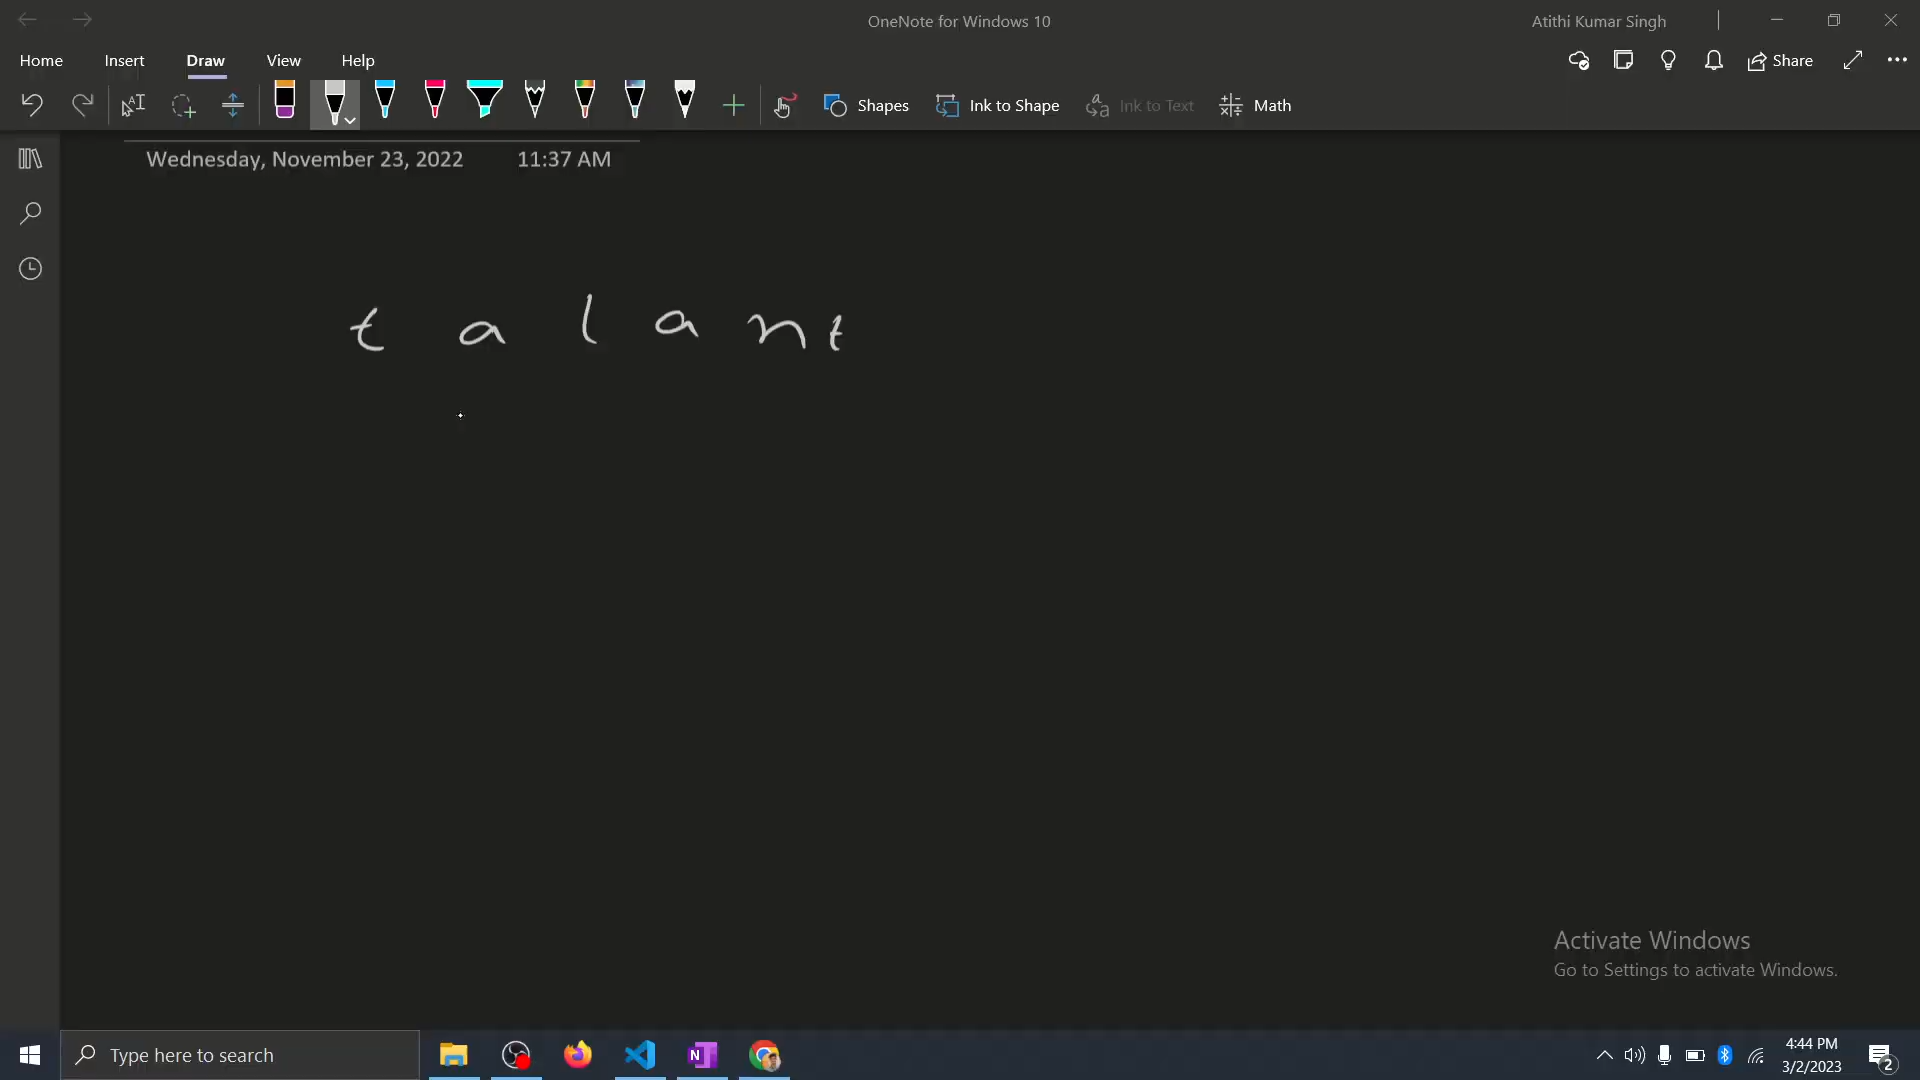 OneNote for Windows 10
Atithi Kumar Singh
Home Insert Draw View Help
Share
Shapes Ink to Shape Ink to Text Math
Wednesday, November 23, 2022 11:37 AM
t a l a n t
Activate Windows
Go to Settings to activate Windows.
Type here to search
4:44 PM
3/2/2023
2